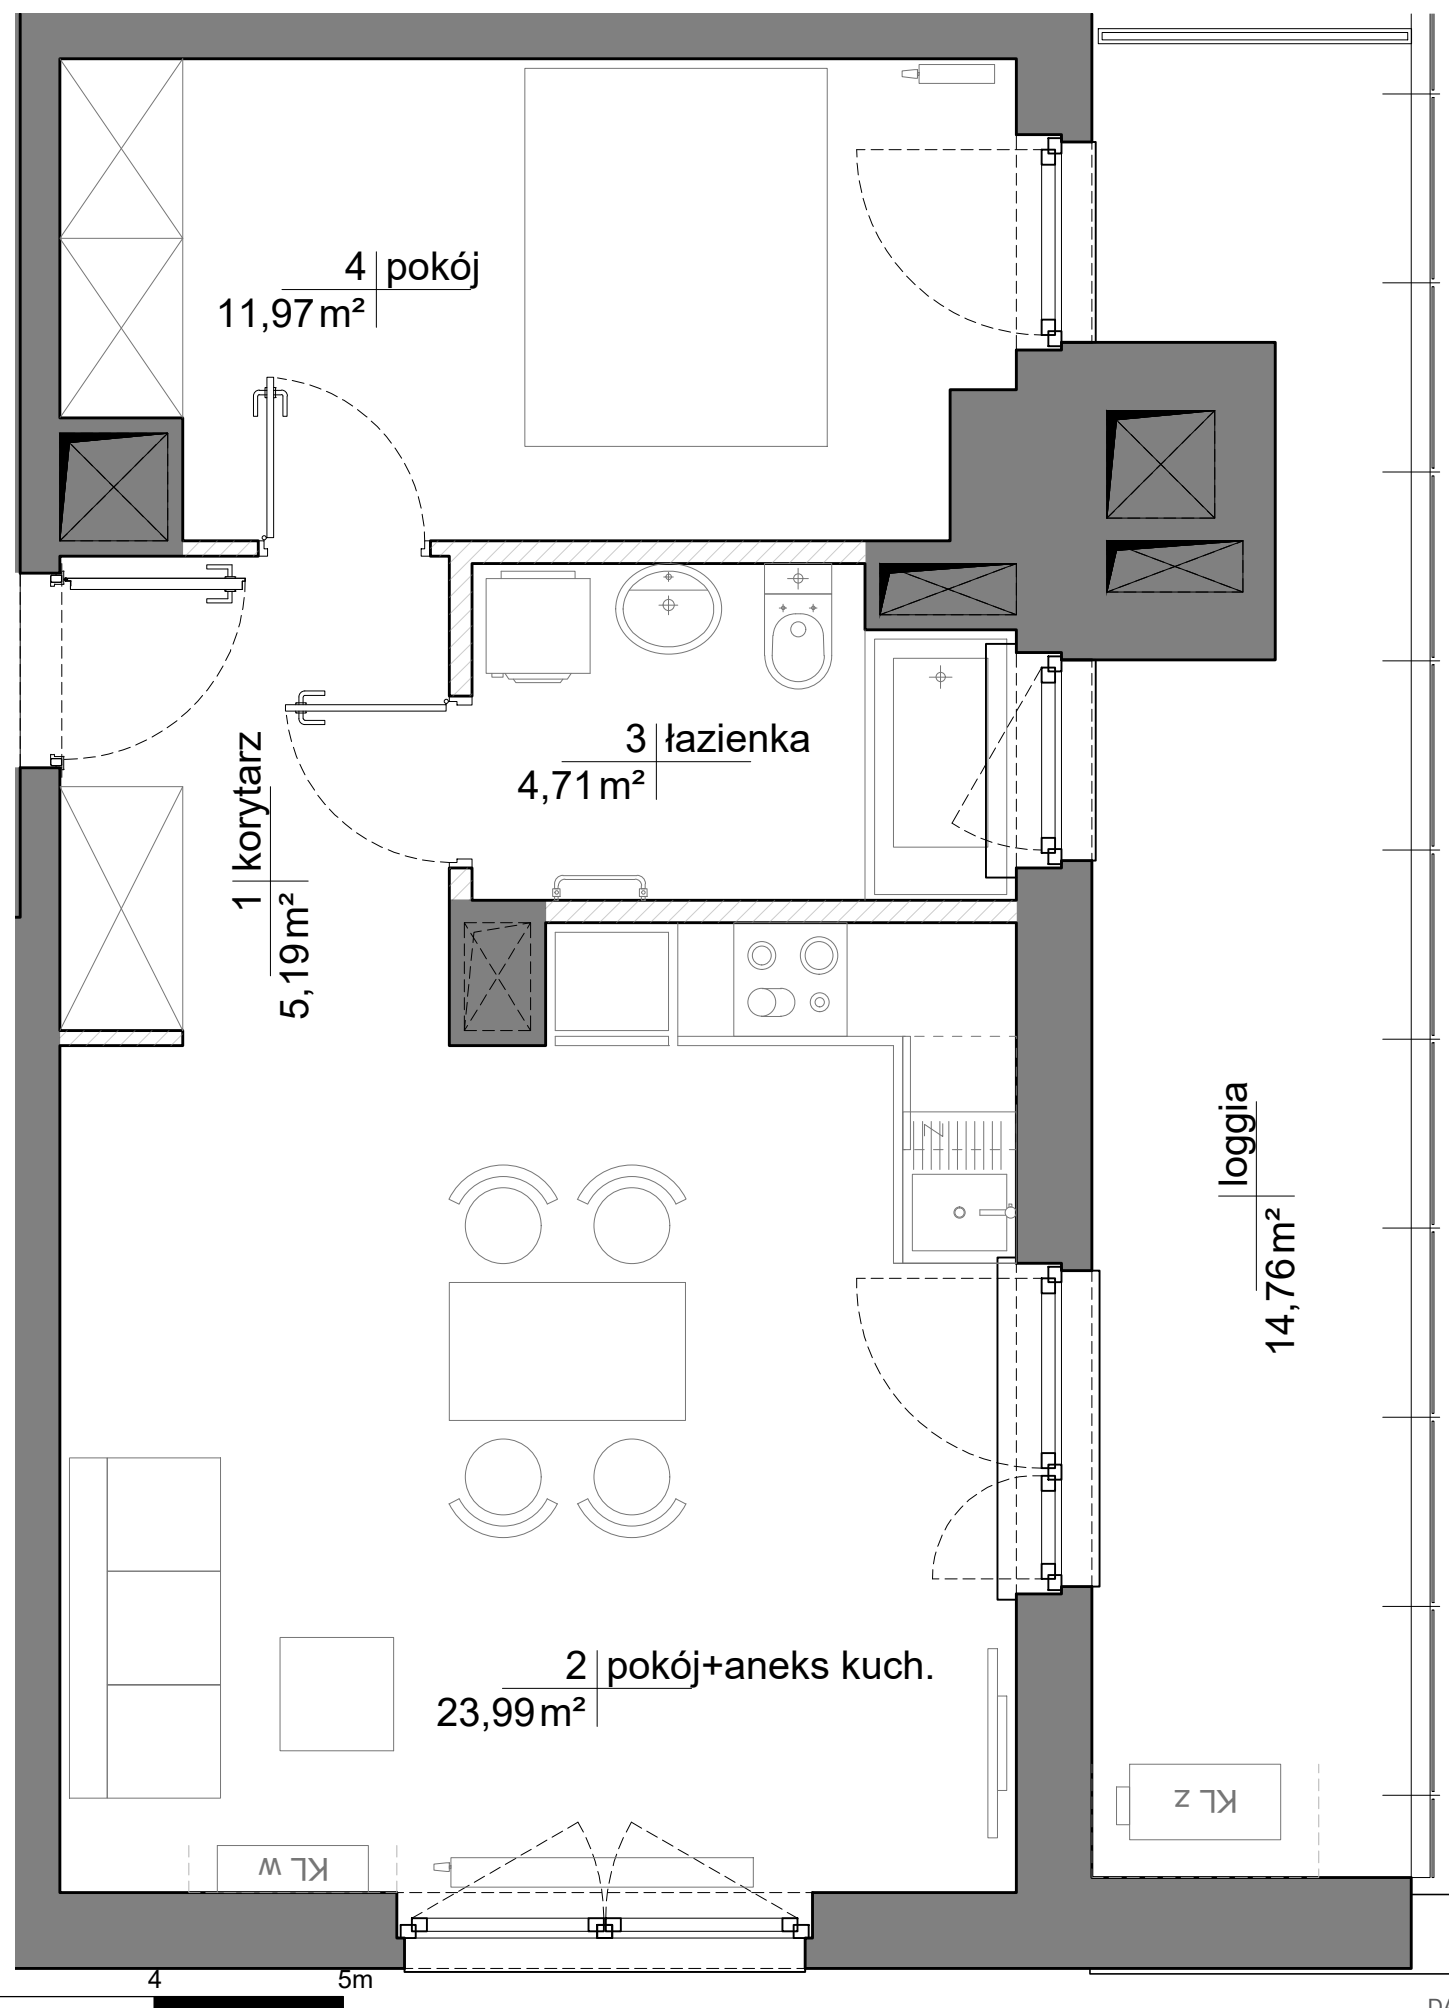 4 pokój
11,97 m²
3 łazienka
4,71 m²
1 korytarz
5,19 m²
loggia
14,76 m²
2 pokój+aneks kuch.
23,99 m²
KL z
KL w
4 5m